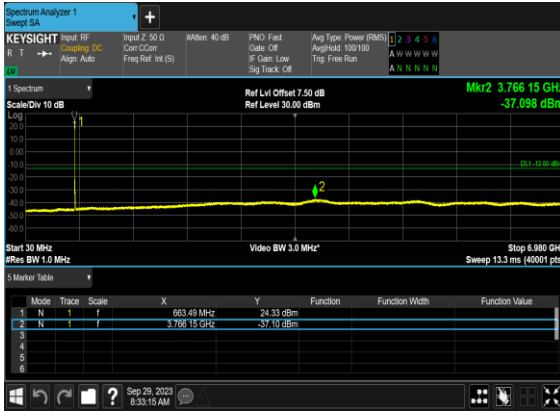 Spectrum Analyzer 1
Swept SA
+
KEYSIGHT Input: RF Input Z: 50 Ω #Atten: 40 dB PNO: Fast Avg Type: Power (RMS) 1 2 3 4 5 6
R T Coupling: DC Corr CCorr Gate: Off Avg|Hold: 100/100 A W W W W W
Align: Auto Freq Ref: Int (S) IF Gain: Low Trig: Free Run
Sig Track: Off A N N N N N
1 Spectrum Ref Lvl Offset 7.50 dB Mkr2 3.766 15 GH
Scale/Div 10 dB Ref Level 30.00 dBm -37.098 dBn
Log
1
20.0
10.0
0.00
-10.0
DL1 -13.00 dB
-20.0
-30.0
2
-40.0
-50.0
-60.0
Start 30 MHz Video BW 3.0 MHz* Stop 6.980 GH
#Res BW 1.0 MHz Sweep 13.3 ms (40001 pts
5 Marker Table
Mode Trace Scale X Y Function Function Width Function Value
1 N 1 f 663.49 MHz 24.33 dBm
2 N 1 f 3.766 15 GHz -37.10 dBm
3
4
5
6
? Sep 29, 2023
8:33:15 AM